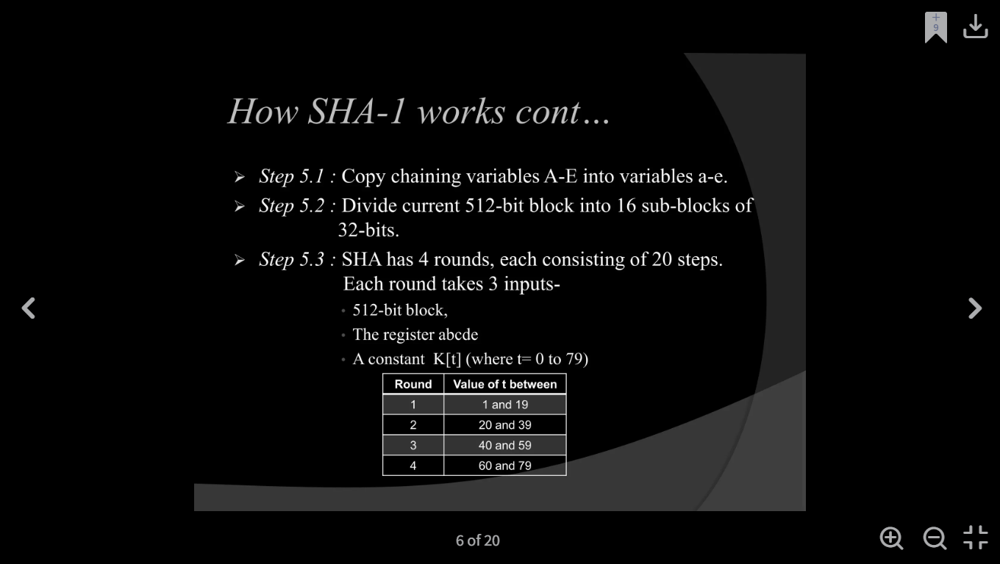 +
9
How SHA-1 works cont...
Step 5.1 : Copy chaining variables A-E into variables a-e.
Step 5.2 : Divide current 512-bit block into 16 sub-blocks of
32-bits.
Step 5.3 : SHA has 4 rounds, each consisting of 20 steps.
Each round takes 3 inputs-
512-bit block,
The register abcde
A constant K[t] (where t= 0 to 79)
Round Value of t between
1 1 and 19
2 20 and 39
3 40 and 59
4 60 and 79
6 of 20